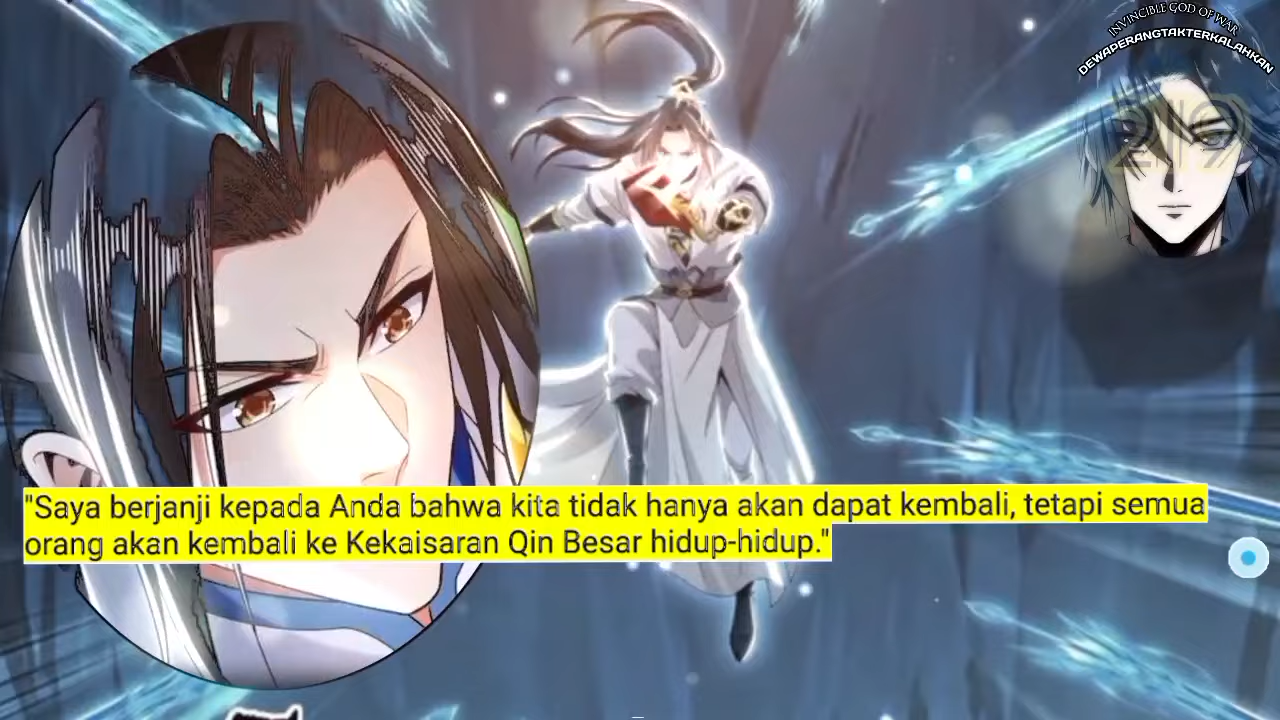 INVINCIBLE GOD OF WAR
DEWAPERANGTAKTERKALAHKAN
219
"Saya berjanji kepada Anda bahwa kita tidak hanya akan dapat kembali, tetapi semua
orang akan kembali ke Kekaisaran Qin Besar hidup-hidup."